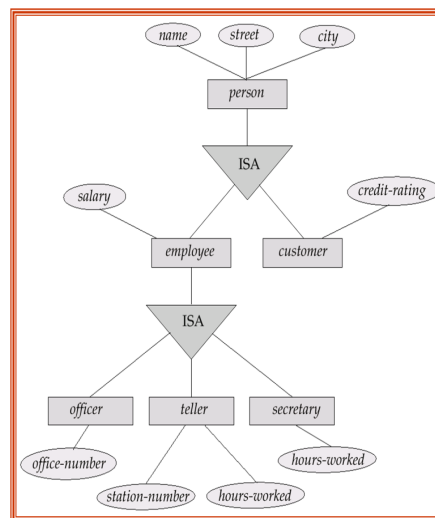 name street city
person
ISA
salary credit-rating
employee customer
ISA
officer teller secretary
office-number hours-worked
station-number hours-worked